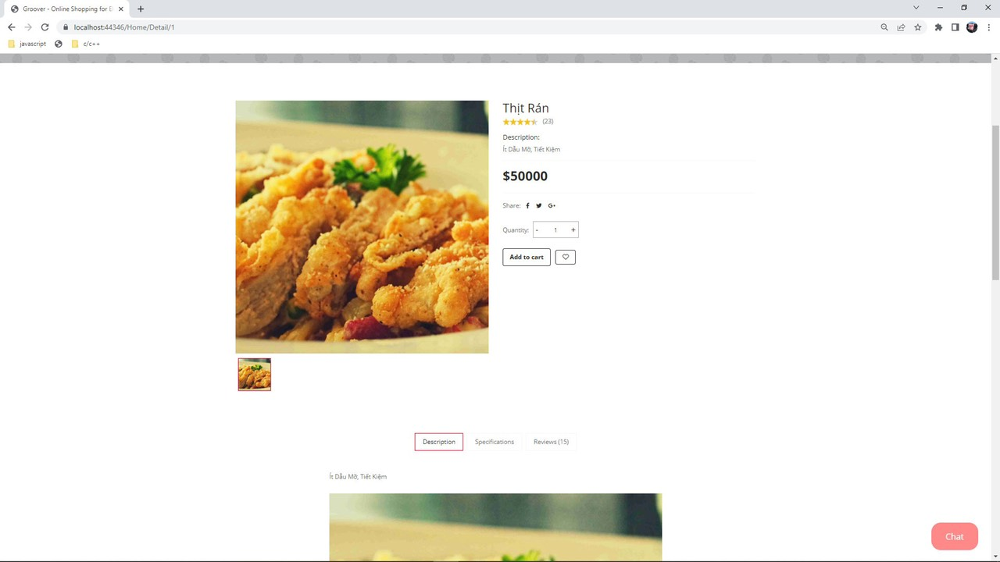 Groover - Online Shopping for El
localhost:44346/Home/Detail/1
javascript
c/c++
Thịt Rán
(23)
Description:
Ít Dầu Mỡ, Tiết Kiệm
$50000
Share:
Quantity: - 1 +
Add to cart
Description Specifications Reviews (15)
Ít Dầu Mỡ, Tiết Kiệm
Chat